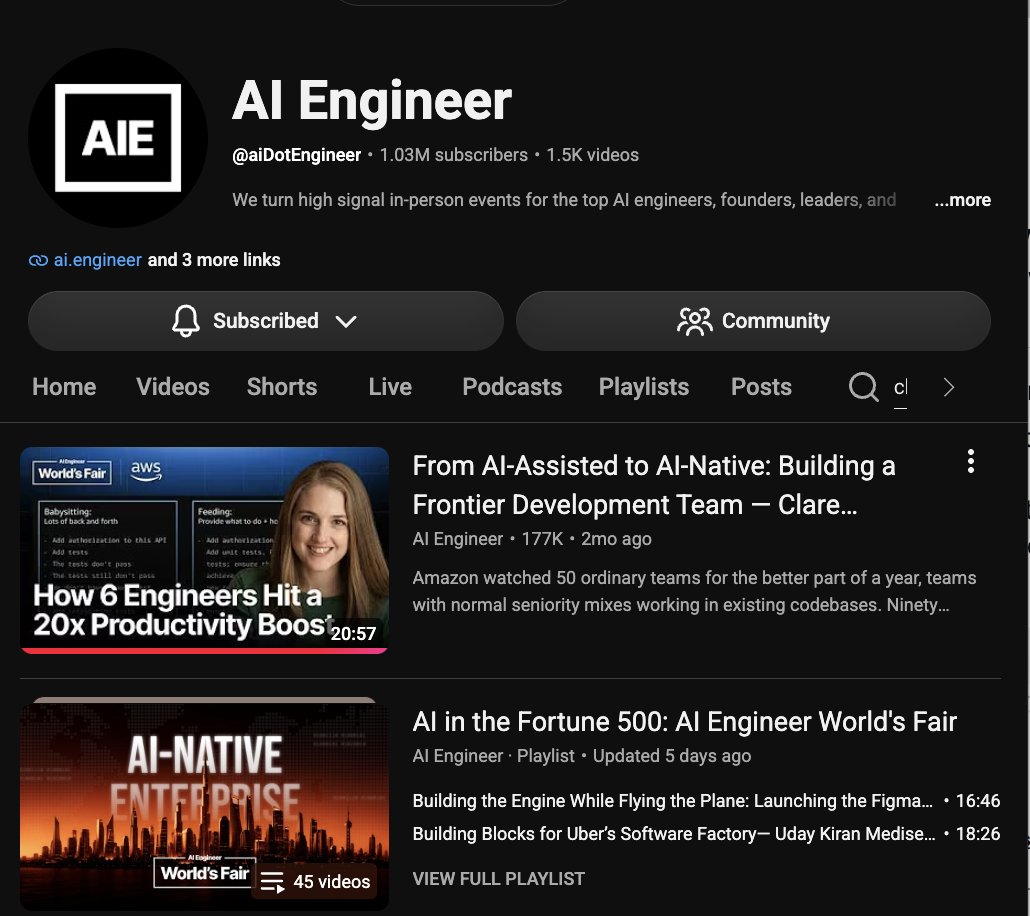 AIE
AI Engineer
@aiDotEngineer • 1.03M subscribers • 1.5K videos
We turn high signal in-person events for the top AI engineers, founders, leaders, and ...more
ai.engineer and 3 more links
Subscribed
Community
Home Videos Shorts Live Podcasts Playlists Posts
AI Engineer
World's Fair
aws
Babysitting:
Lots of back and forth
- Add authorization to this API
- Add tests
- The tests don't pass
- The tests still don't pass
Feeding:
Provide what to do + ho
- Add authorization
Add unit tests.
tests; ensure
achieve
How 6 Engineers Hit a
20x Productivity Boost
20:57
From AI-Assisted to AI-Native: Building a
Frontier Development Team — Clare...
AI Engineer • 177K • 2mo ago
Amazon watched 50 ordinary teams for the better part of a year, teams
with normal seniority mixes working in existing codebases. Ninety...
AI-NATIVE
ENTERPRISE
AI Engineer
World's Fair
45 videos
AI in the Fortune 500: AI Engineer World's Fair
AI Engineer · Playlist • Updated 5 days ago
Building the Engine While Flying the Plane: Launching the Figma... • 16:46
Building Blocks for Uber's Software Factory— Uday Kiran Medise... • 18:26
VIEW FULL PLAYLIST